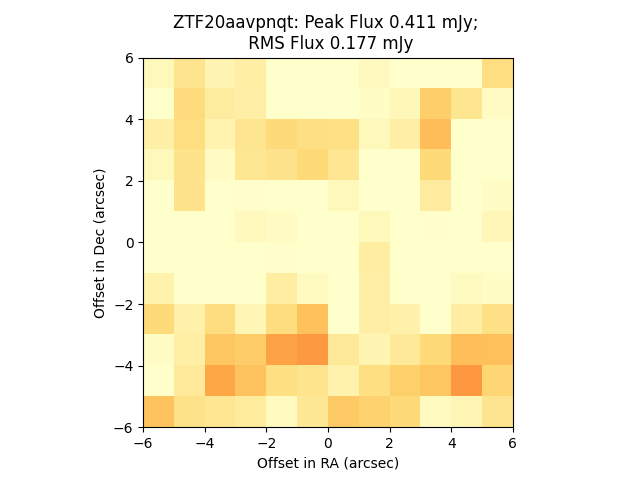 ZTF20aavpnqt: Peak Flux 0.411 mJy;
RMS Flux 0.177 mJy
6
4
2
0
−2
−4
−6
Offset in Dec (arcsec)
−6 −4 −2 0 2 4 6
Offset in RA (arcsec)